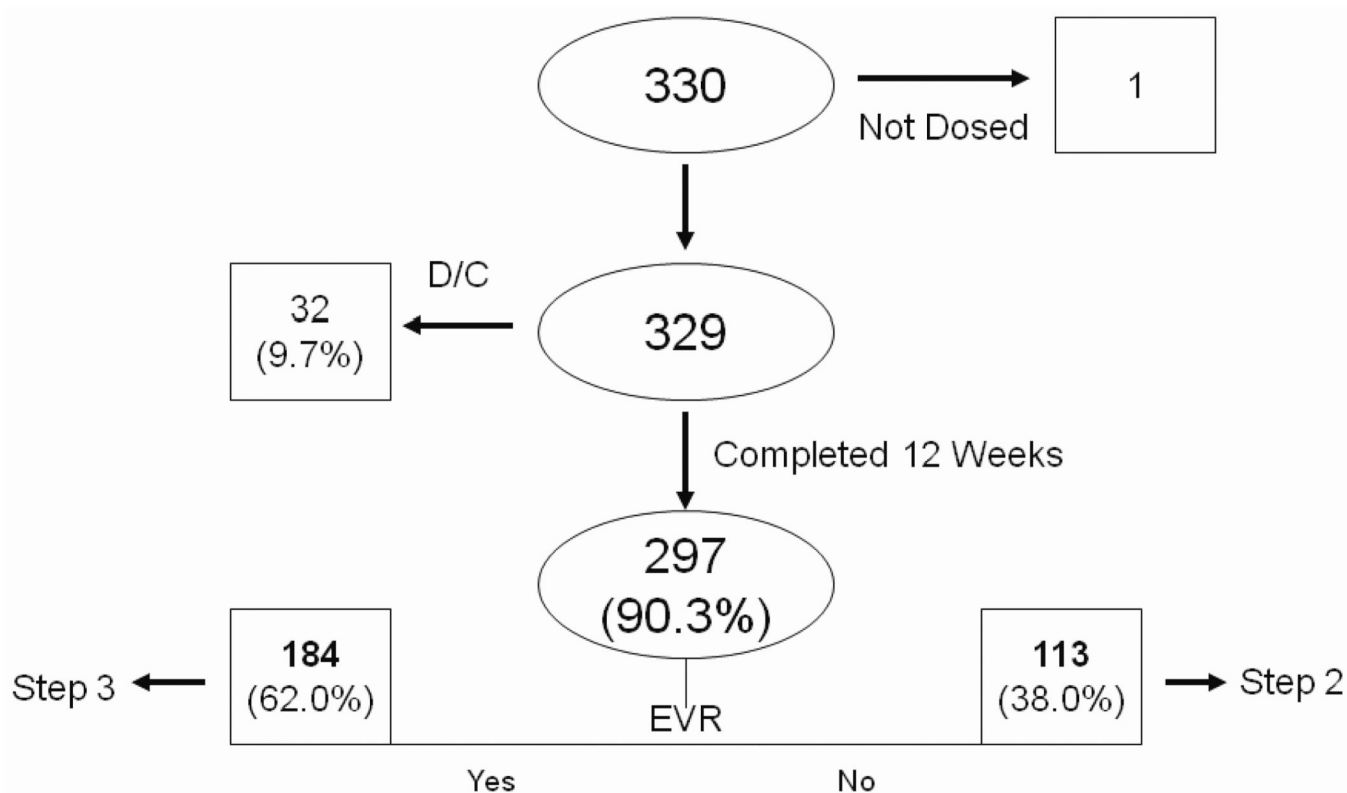 330
1
Not Dosed
D/C
32
(9.7%)
329
Completed 12 Weeks
297
(90.3%)
184
(62.0%)
113
(38.0%)
Step 3
Step 2
EVR
Yes
No